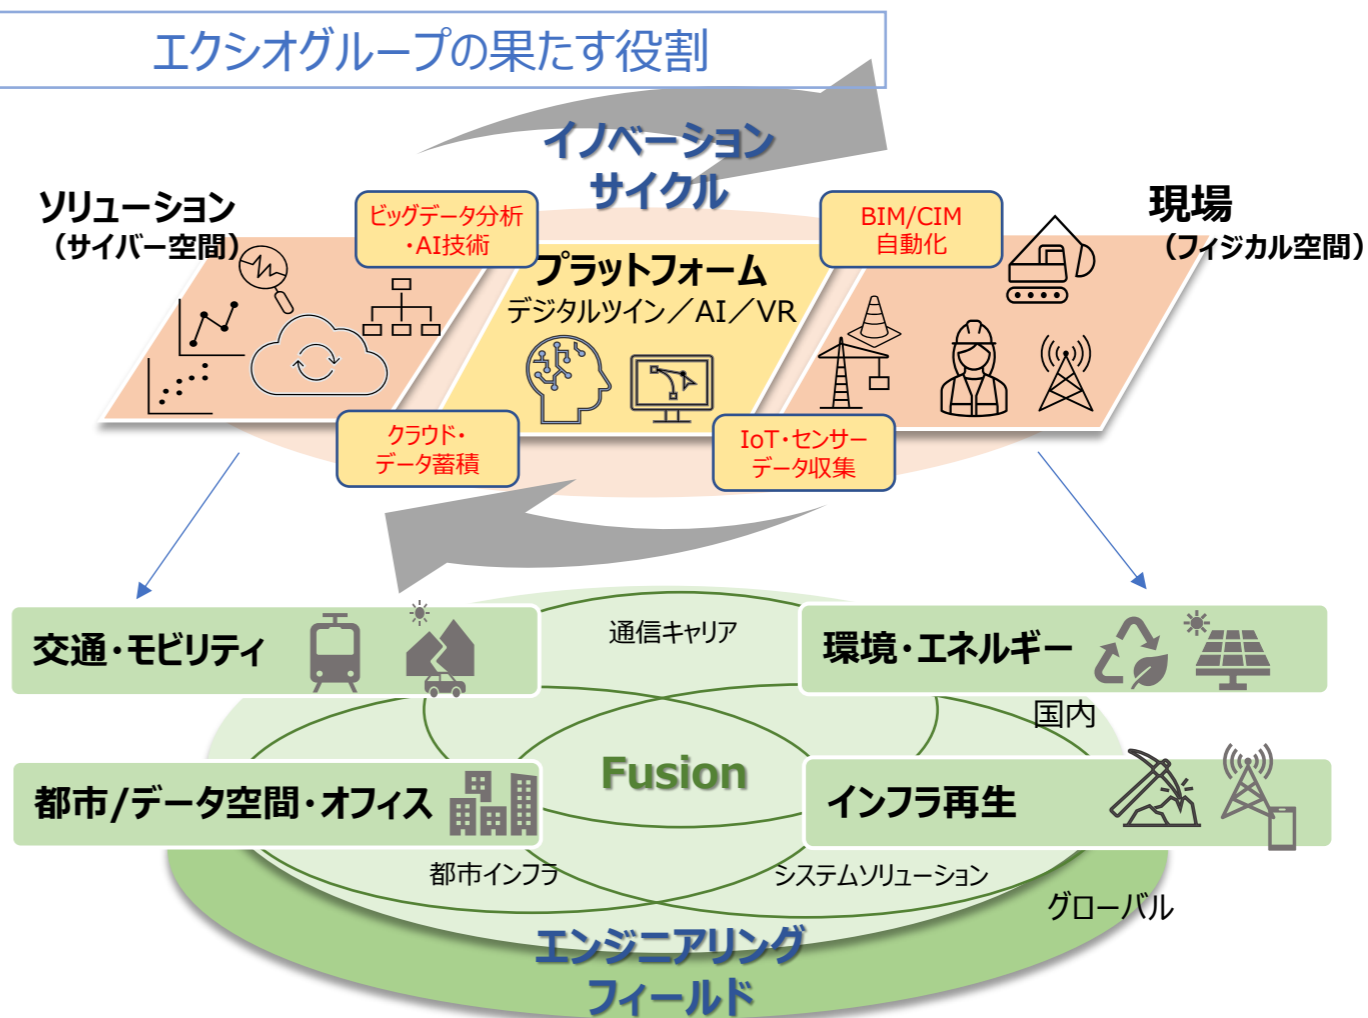 エクシオグループの果たす役割
イノベーション
サイクル
ソリューション
（サイバー空間）
ビッグデータ分析
・AI技術
BIM/CIM
自動化
現場
（フィジカル空間）
プラットフォーム
デジタルツイン／AI／VR
クラウド・
データ蓄積
IoT・センサー
データ収集
交通・モビリティ
通信キャリア
環境・エネルギー
国内
都市/データ空間・オフィス
Fusion
インフラ再生
都市インフラ
システムソリューション
グローバル
エンジニアリング
フィールド